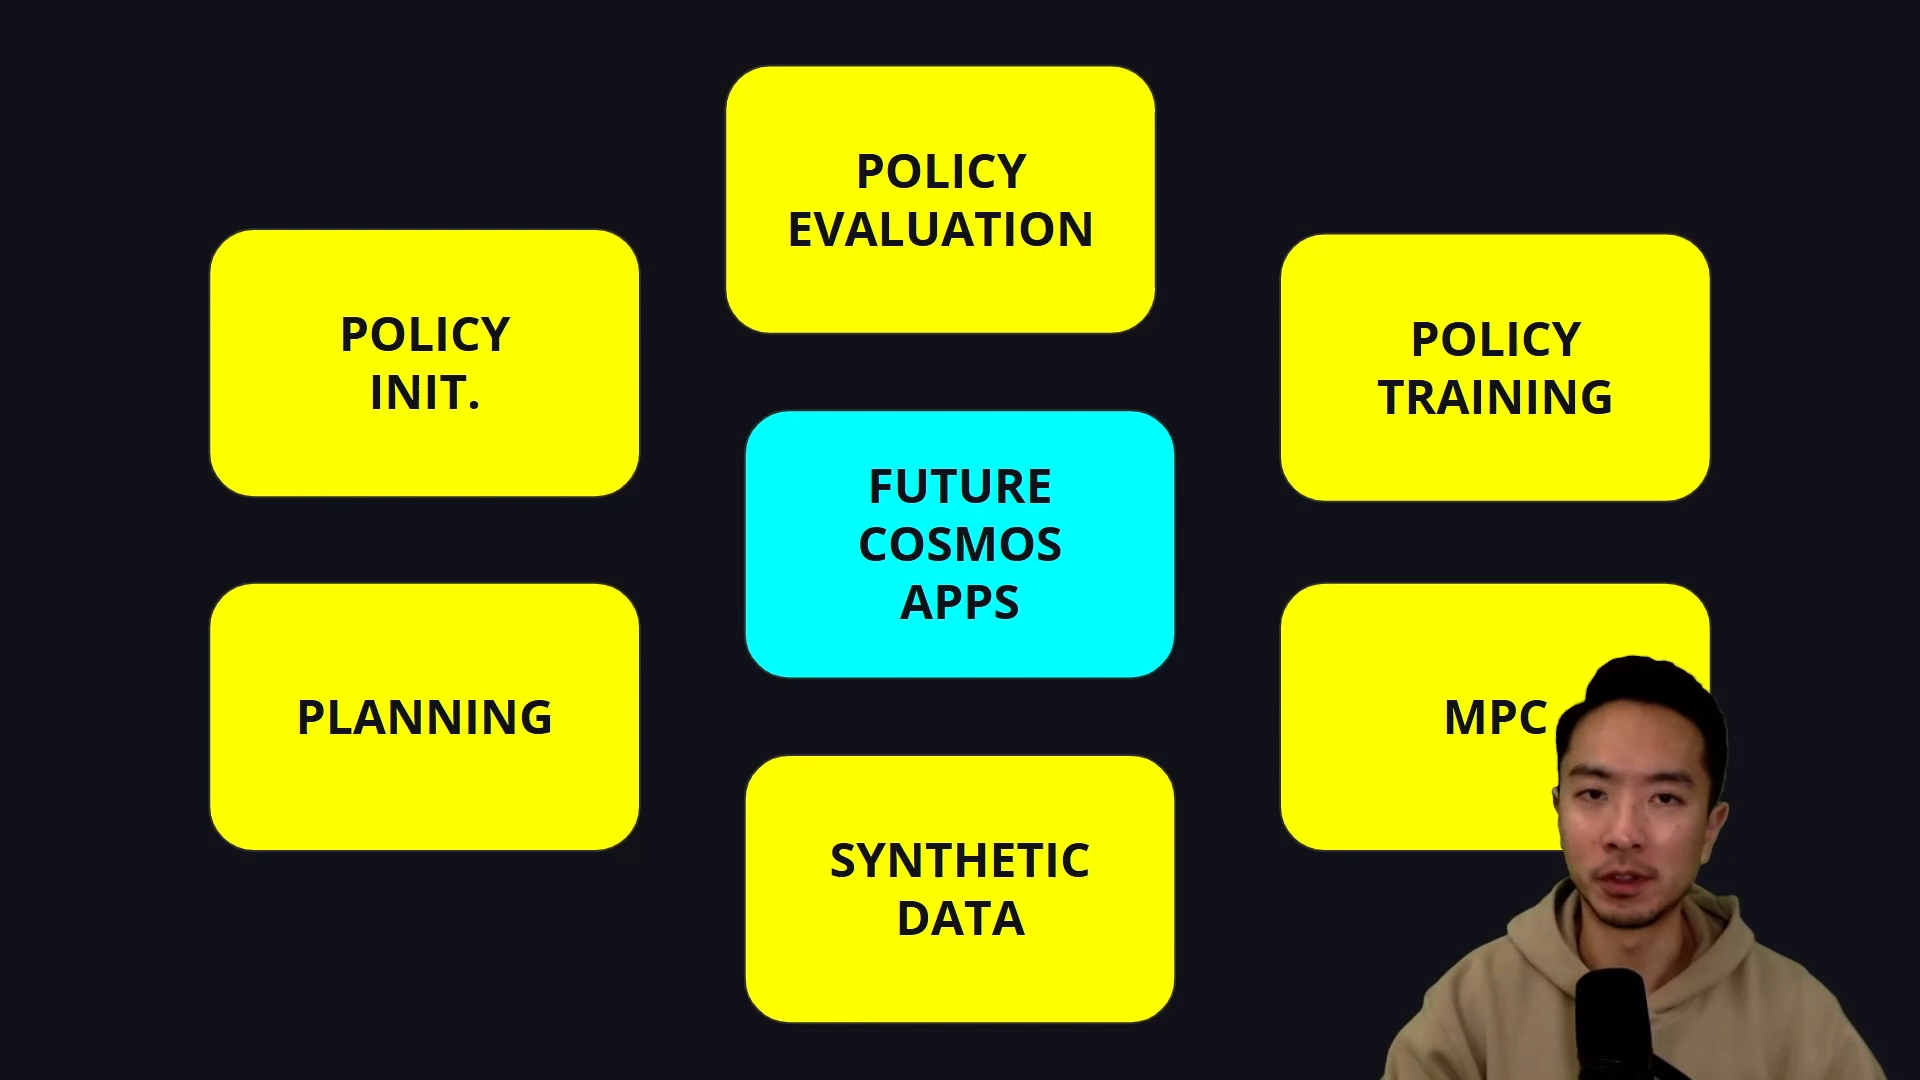 POLICY
EVALUATION
POLICY
INIT.
POLICY
TRAINING
FUTURE
COSMOS
APPS
PLANNING
MPC
SYNTHETIC
DATA